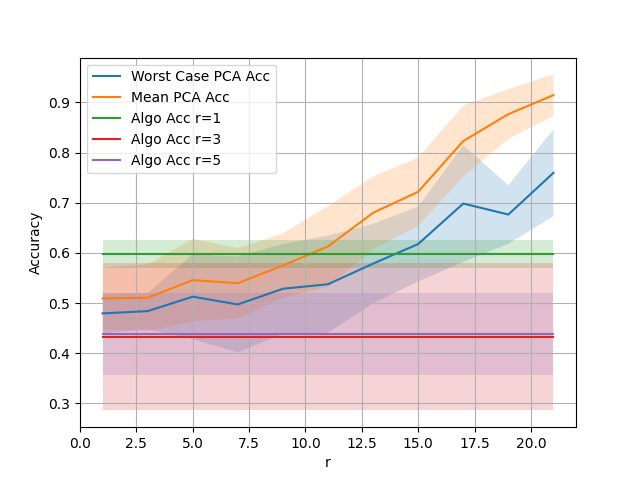 Worst Case PCA Acc
Mean PCA Acc
Algo Acc r=1
Algo Acc r=3
Algo Acc r=5
Accuracy
0.9
0.8
0.7
0.6
0.5
0.4
0.3
0.0 2.5 5.0 7.5 10.0 12.5 15.0 17.5 20.0
r